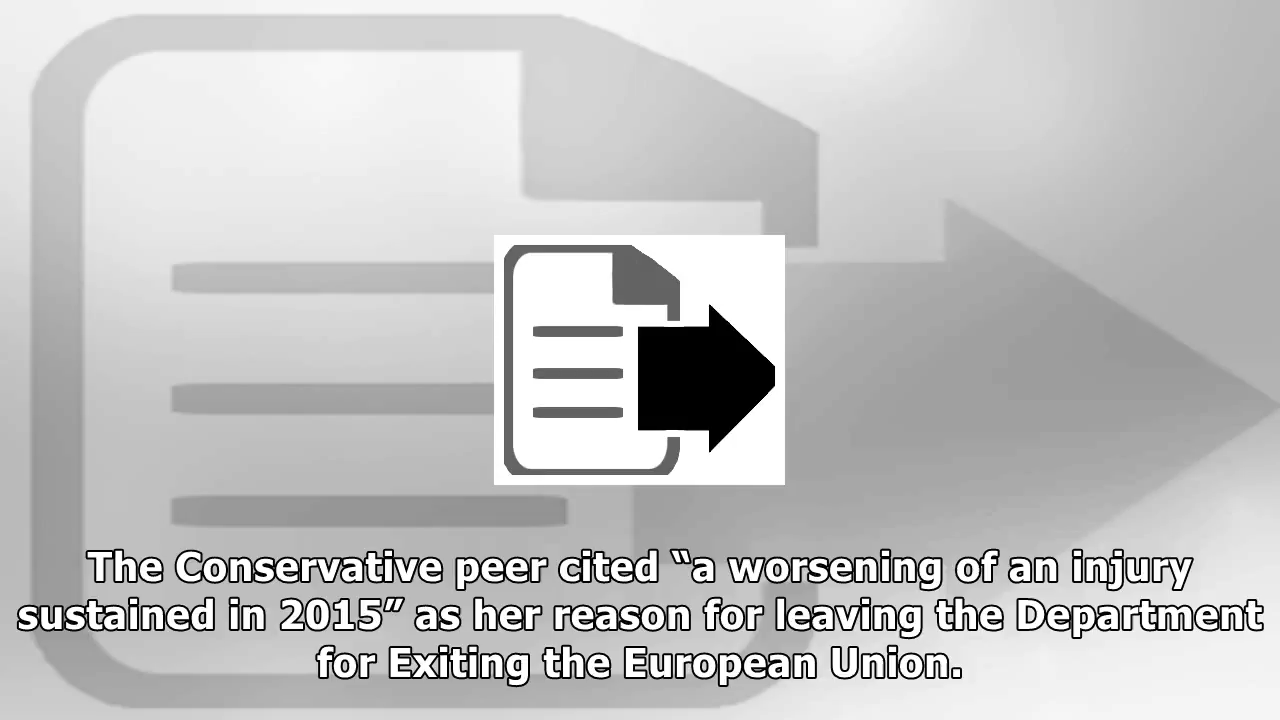 The Conservative peer cited “a worsening of an injury
sustained in 2015” as her reason for leaving the Department
for Exiting the European Union.